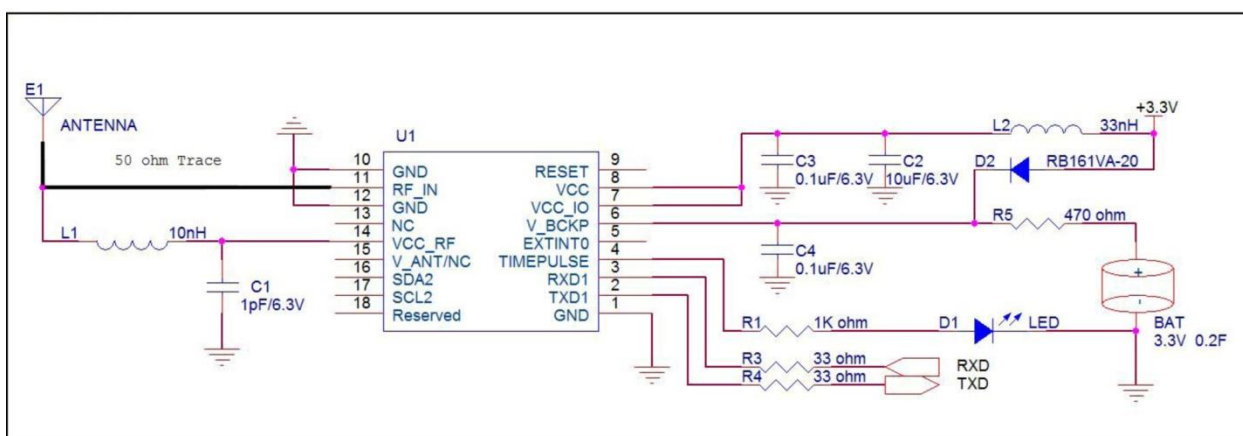 E1
ANTENNA
50 ohm Trace
L1
10nH
C1
1pF/6.3V
U1
10
GND
11
RF_IN
12
GND
13
NC
14
VCC_RF
15
V_ANT/NC
16
SDA2
17
SCL2
18
Reserved
9
RESET
8
VCC
7
VCC_IO
6
V_BCKP
5
EXTINT0
4
TIMEPULSE
3
RXD1
2
TXD1
1
GND
+3.3V
L2
33nH
C3
0.1uF/6.3V
C2
10uF/6.3V
D2
RB161VA-20
R5
470 ohm
C4
0.1uF/6.3V
+
-
BAT
3.3V 0.2F
R1
1K ohm
D1
LED
R3
33 ohm
RXD
R4
33 ohm
TXD